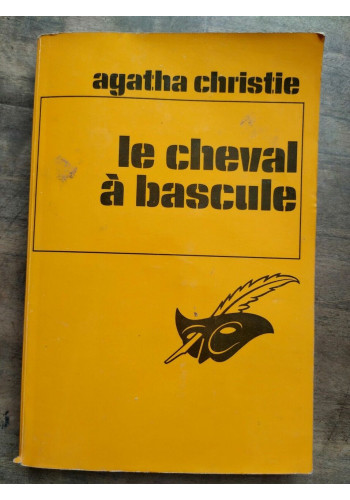 agatha christie
le cheval
à bascule